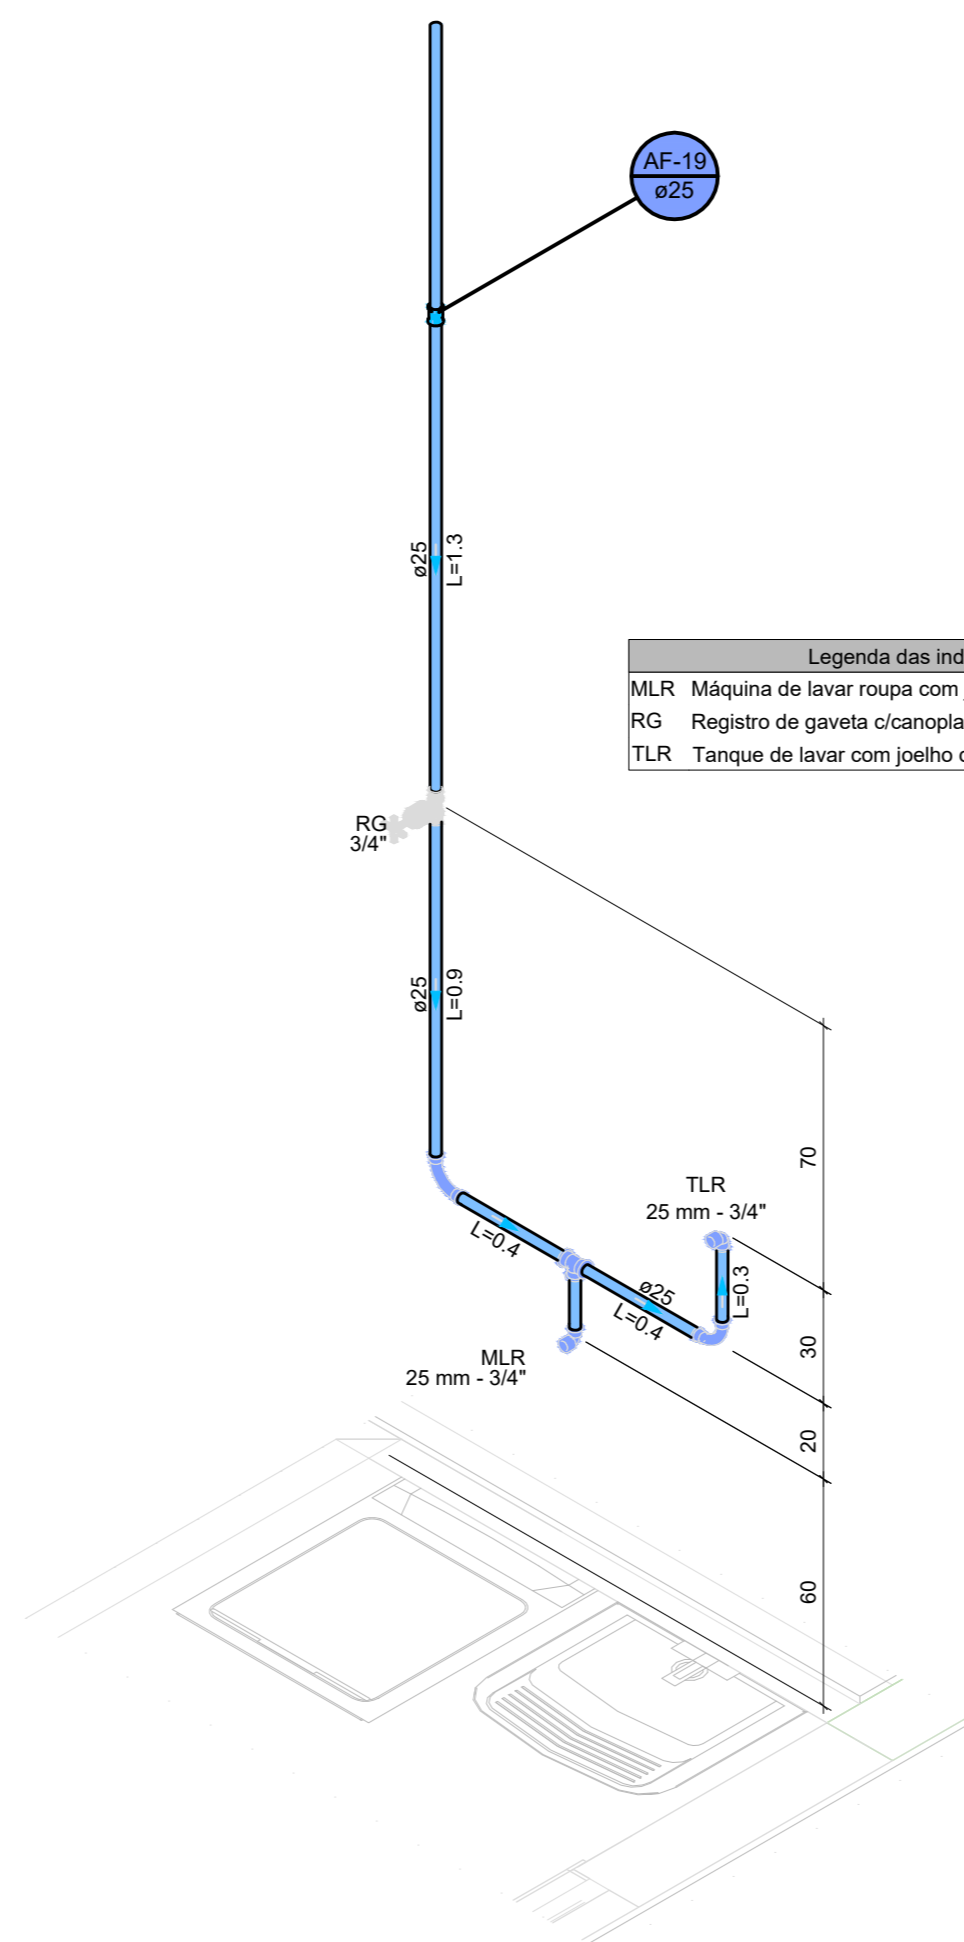 AF-19
ø25
ø25
L=1.3
Legenda das ind
MLR Máquina de lavar roupa com
RG Registro de gaveta c/canopla
TLR Tanque de lavar com joelho
RG
3/4"
ø25
L=0.9
70
TLR
25 mm - 3/4"
L=0.4
ø25
L=0.4
L=0.3
30
MLR
25 mm - 3/4"
20
60